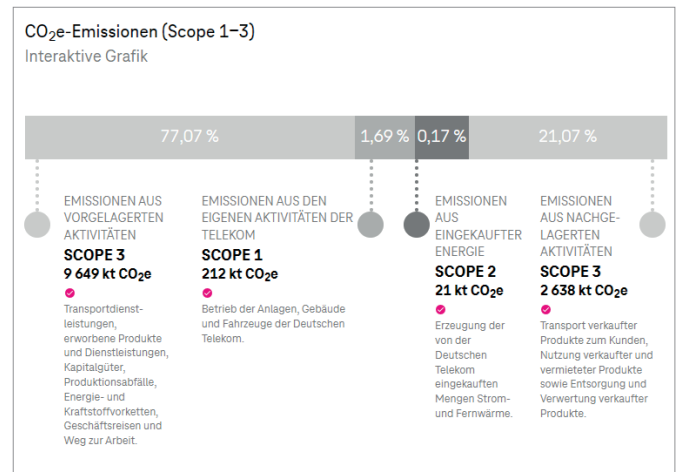 CO₂e-Emissionen (Scope 1–3)
Interaktive Grafik
77,07 %
1,69 %
0,17 %
21,07 %
EMISSIONEN AUS
VORGELAGERTEN
AKTIVITÄTEN
SCOPE 3
9 649 kt CO₂e
Transportdienst-
leistungen,
erworbene Produkte
und Dienstleistungen,
Kapitalgüter,
Produktionsabfälle,
Energie- und
Kraftstoffvorketten,
Geschäftsreisen und
Weg zur Arbeit.
EMISSIONEN AUS DEN
EIGENEN AKTIVITÄTEN DER
TELEKOM
SCOPE 1
212 kt CO₂e
Betrieb der Anlagen, Gebäude
und Fahrzeuge der Deutschen
Telekom.
EMISSIONEN
AUS
EINGEKAUFTER
ENERGIE
SCOPE 2
21 kt CO₂e
Erzeugung der
von der
Deutschen
Telekom
eingekauften
Mengen Strom-
und Fernwärme.
EMISSIONEN
AUS NACHGE-
LAGERTEN
AKTIVITÄTEN
SCOPE 3
2 638 kt CO₂e
Transport verkaufter
Produkte zum Kunden,
Nutzung verkaufter und
vermieteter Produkte
sowie Entsorgung und
Verwertung verkaufter
Produkte.